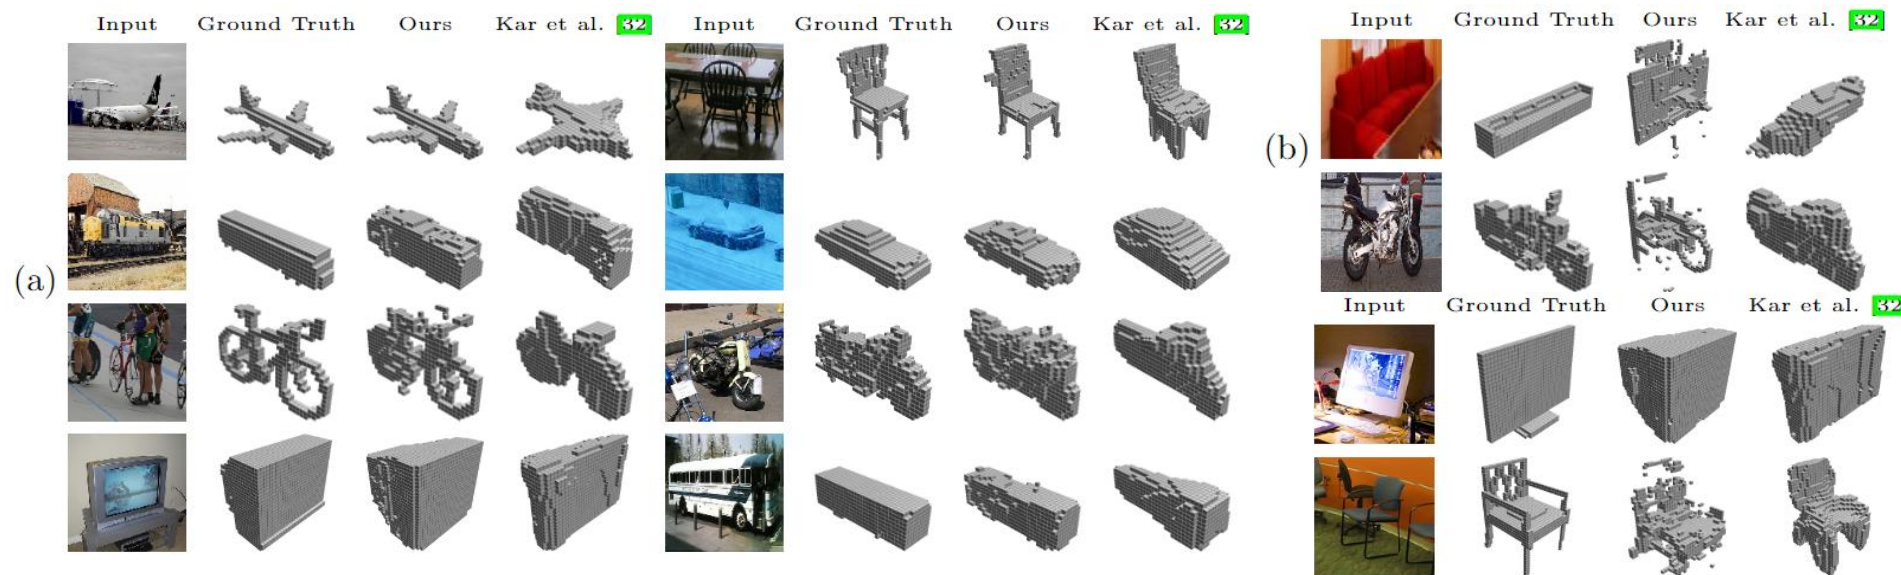 Input Ground Truth Ours Kar et al. [32]
Input Ground Truth Ours Kar et al. [32]
(a)
Input Ground Truth Ours Kar et al. [32]
(b)
Input Ground Truth Ours Kar et al. [32